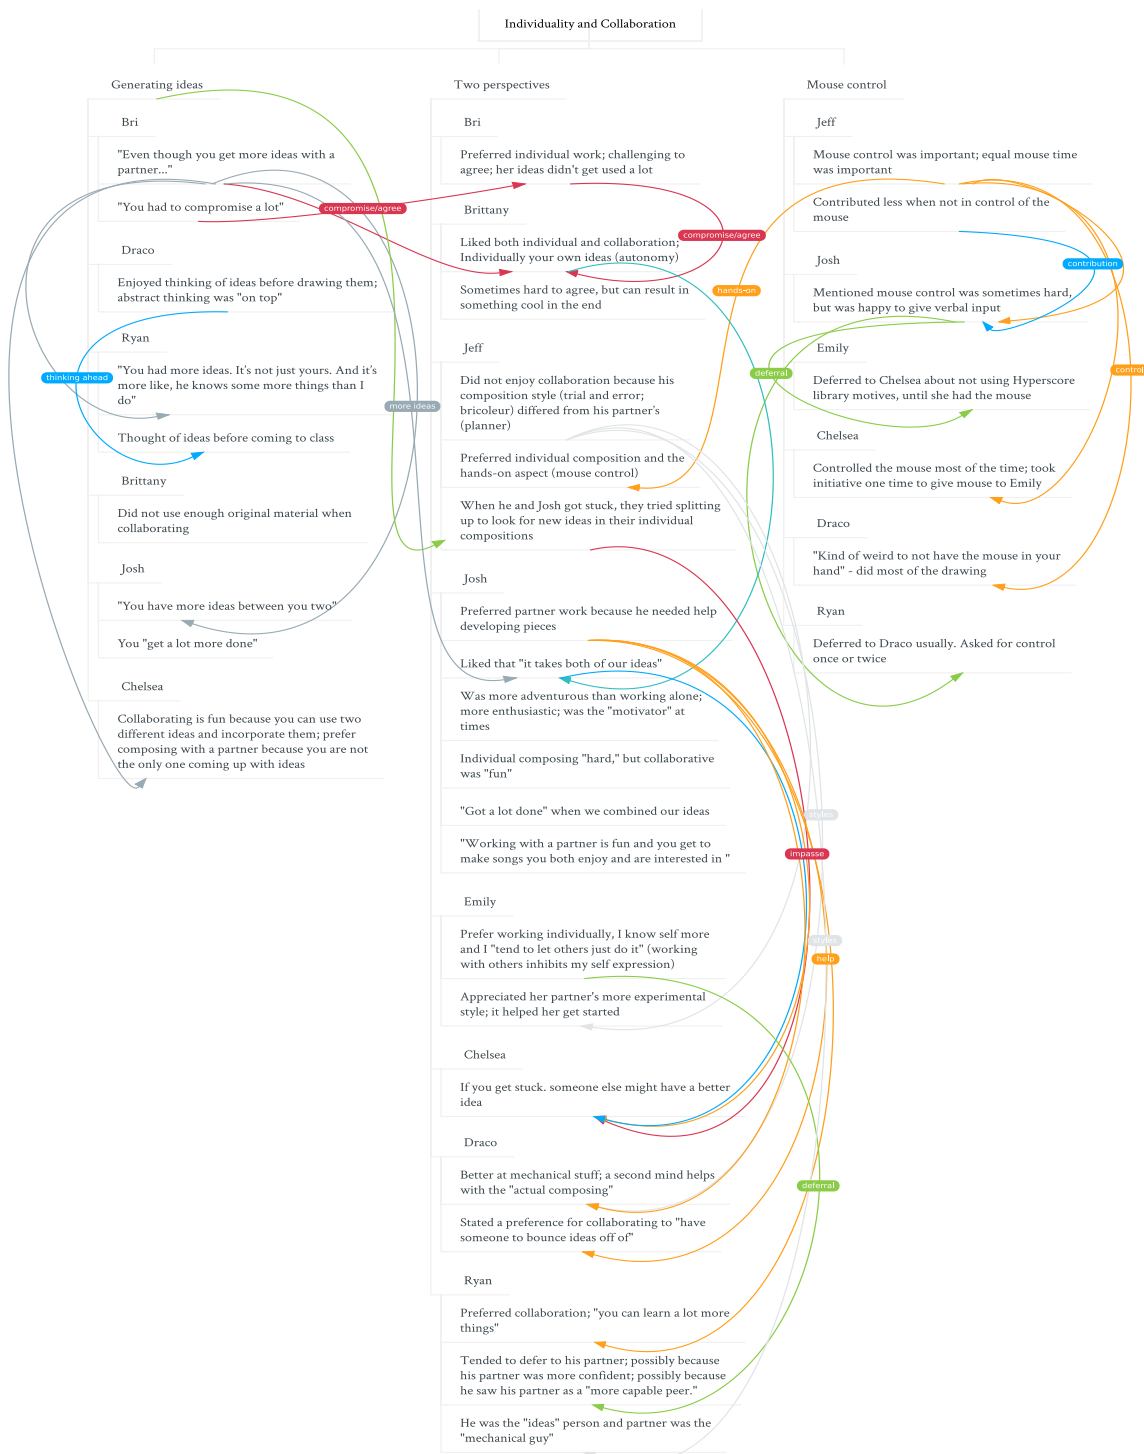 Individuality and Collaboration
Generating ideas
Bri
"Even though you get more ideas with a
partner..."
"You had to compromise a lot"
Draco
Enjoyed thinking of ideas before drawing them;
abstract thinking was "on top"
Ryan
"You had more ideas. It's not just yours. And it's
more like, he knows some more things than I
do"
Thought of ideas before coming to class
Brittany
Did not use enough original material when
collaborating
Josh
"You have more ideas between you two"
You "get a lot more done"
Chelsea
Collaborating is fun because you can use two
different ideas and incorporate them; prefer
composing with a partner because you are not
the only one coming up with ideas
thinking ahead
more ideas
compromise/agree
Two perspectives
Bri
Preferred individual work; challenging to
agree; her ideas didn't get used a lot
Brittany
Liked both individual and collaboration;
Individually your own ideas (autonomy)
Sometimes hard to agree, but can result in
something cool in the end
Jeff
Did not enjoy collaboration because his
composition style (trial and error;
bricoleur) differed from his partner's
(planner)
Preferred individual composition and the
hands-on aspect (mouse control)
When he and Josh got stuck, they tried splitting
up to look for new ideas in their individual
compositions
Josh
Preferred partner work because he needed help
developing pieces
Liked that "it takes both of our ideas"
Was more adventurous than working alone;
more enthusiastic; was the "motivator" at
times
Individual composing "hard," but collaborative
was "fun"
"Got a lot done" when we combined our ideas
"Working with a partner is fun and you get to
make songs you both enjoy and are interested in "
Emily
Prefer working individually, I know self more
and I "tend to let others just do it" (working
with others inhibits my self expression)
Appreciated her partner's more experimental
style; it helped her get started
Chelsea
If you get stuck. someone else might have a better
idea
Draco
Better at mechanical stuff; a second mind helps
with the "actual composing"
Stated a preference for collaborating to "have
someone to bounce ideas off of"
Ryan
Preferred collaboration; "you can learn a lot more
things"
Tended to defer to his partner; possibly because
his partner was more confident; possibly because
he saw his partner as a "more capable peer."
He was the "ideas" person and partner was the
"mechanical guy"
compromise/agree
hands-on
styles
impasse
styles
help
deferral
Mouse control
Jeff
Mouse control was important; equal mouse time
was important
Contributed less when not in control of the
mouse
Josh
Mentioned mouse control was sometimes hard,
but was happy to give verbal input
Emily
Deferred to Chelsea about not using Hyperscore
library motives, until she had the mouse
Chelsea
Controlled the mouse most of the time; took
initiative one time to give mouse to Emily
Draco
"Kind of weird to not have the mouse in your
hand" - did most of the drawing
Ryan
Deferred to Draco usually. Asked for control
once or twice
contribution
deferral
control